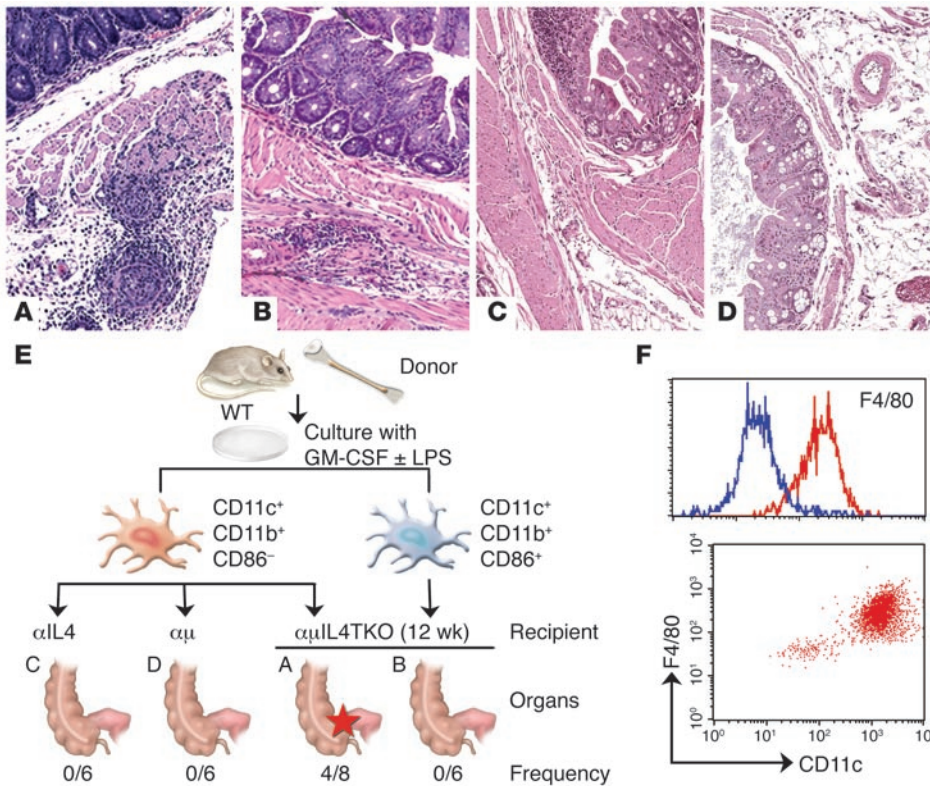 A
B
C
D
E
Donor
WT
Culture with
GM-CSF ± LPS
CD11c⁺
CD11b⁺
CD86⁻
CD11c⁺
CD11b⁺
CD86⁺
αIL4
αμ
αμIL4TKO (12 wk)
Recipient
C
D
A
B
Organs
0/6
0/6
4/8
0/6
Frequency
F
F4/80
F4/80
10⁴
10³
10²
10¹
10⁰
10⁰
10¹
10²
10³
CD11c